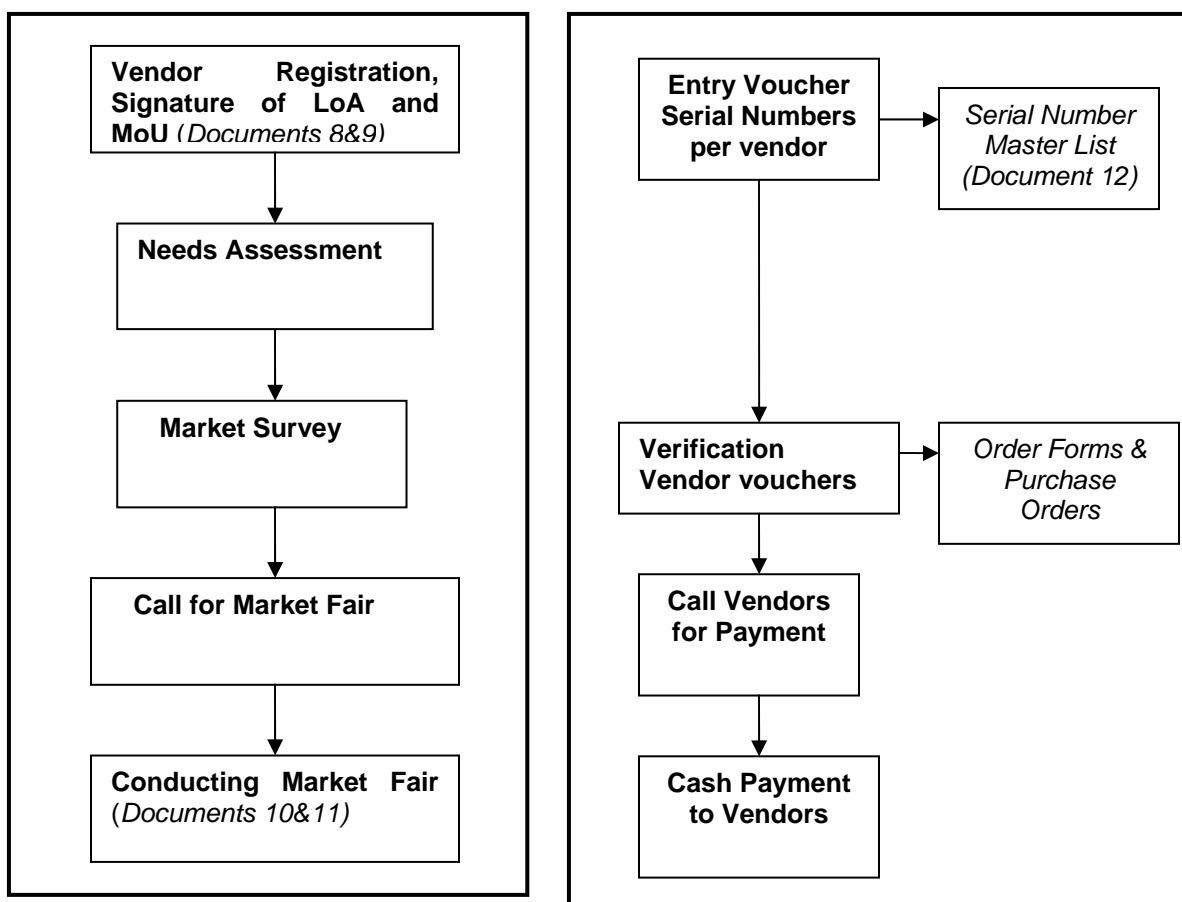 Vendor Registration,
Signature of LoA and
MoU (Documents 8&9)
Needs Assessment
Market Survey
Call for Market Fair
Conducting Market Fair
(Documents 10&11)
Entry Voucher
Serial Numbers
per vendor
Serial Number
Master List
(Document 12)
Verification
Vendor vouchers
Order Forms &
Purchase
Orders
Call Vendors
for Payment
Cash Payment
to Vendors